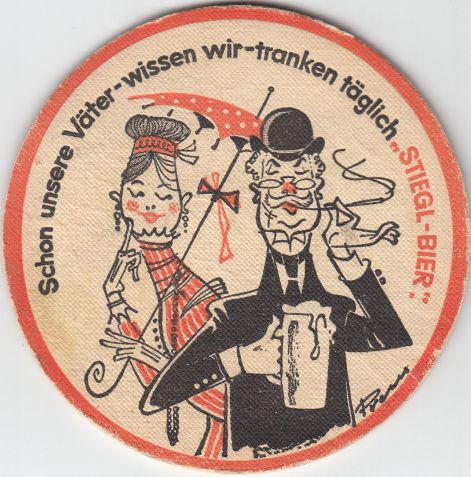 Schon unsere Väter-wissen wir-tranken täglich „STIEGL-BIER“.